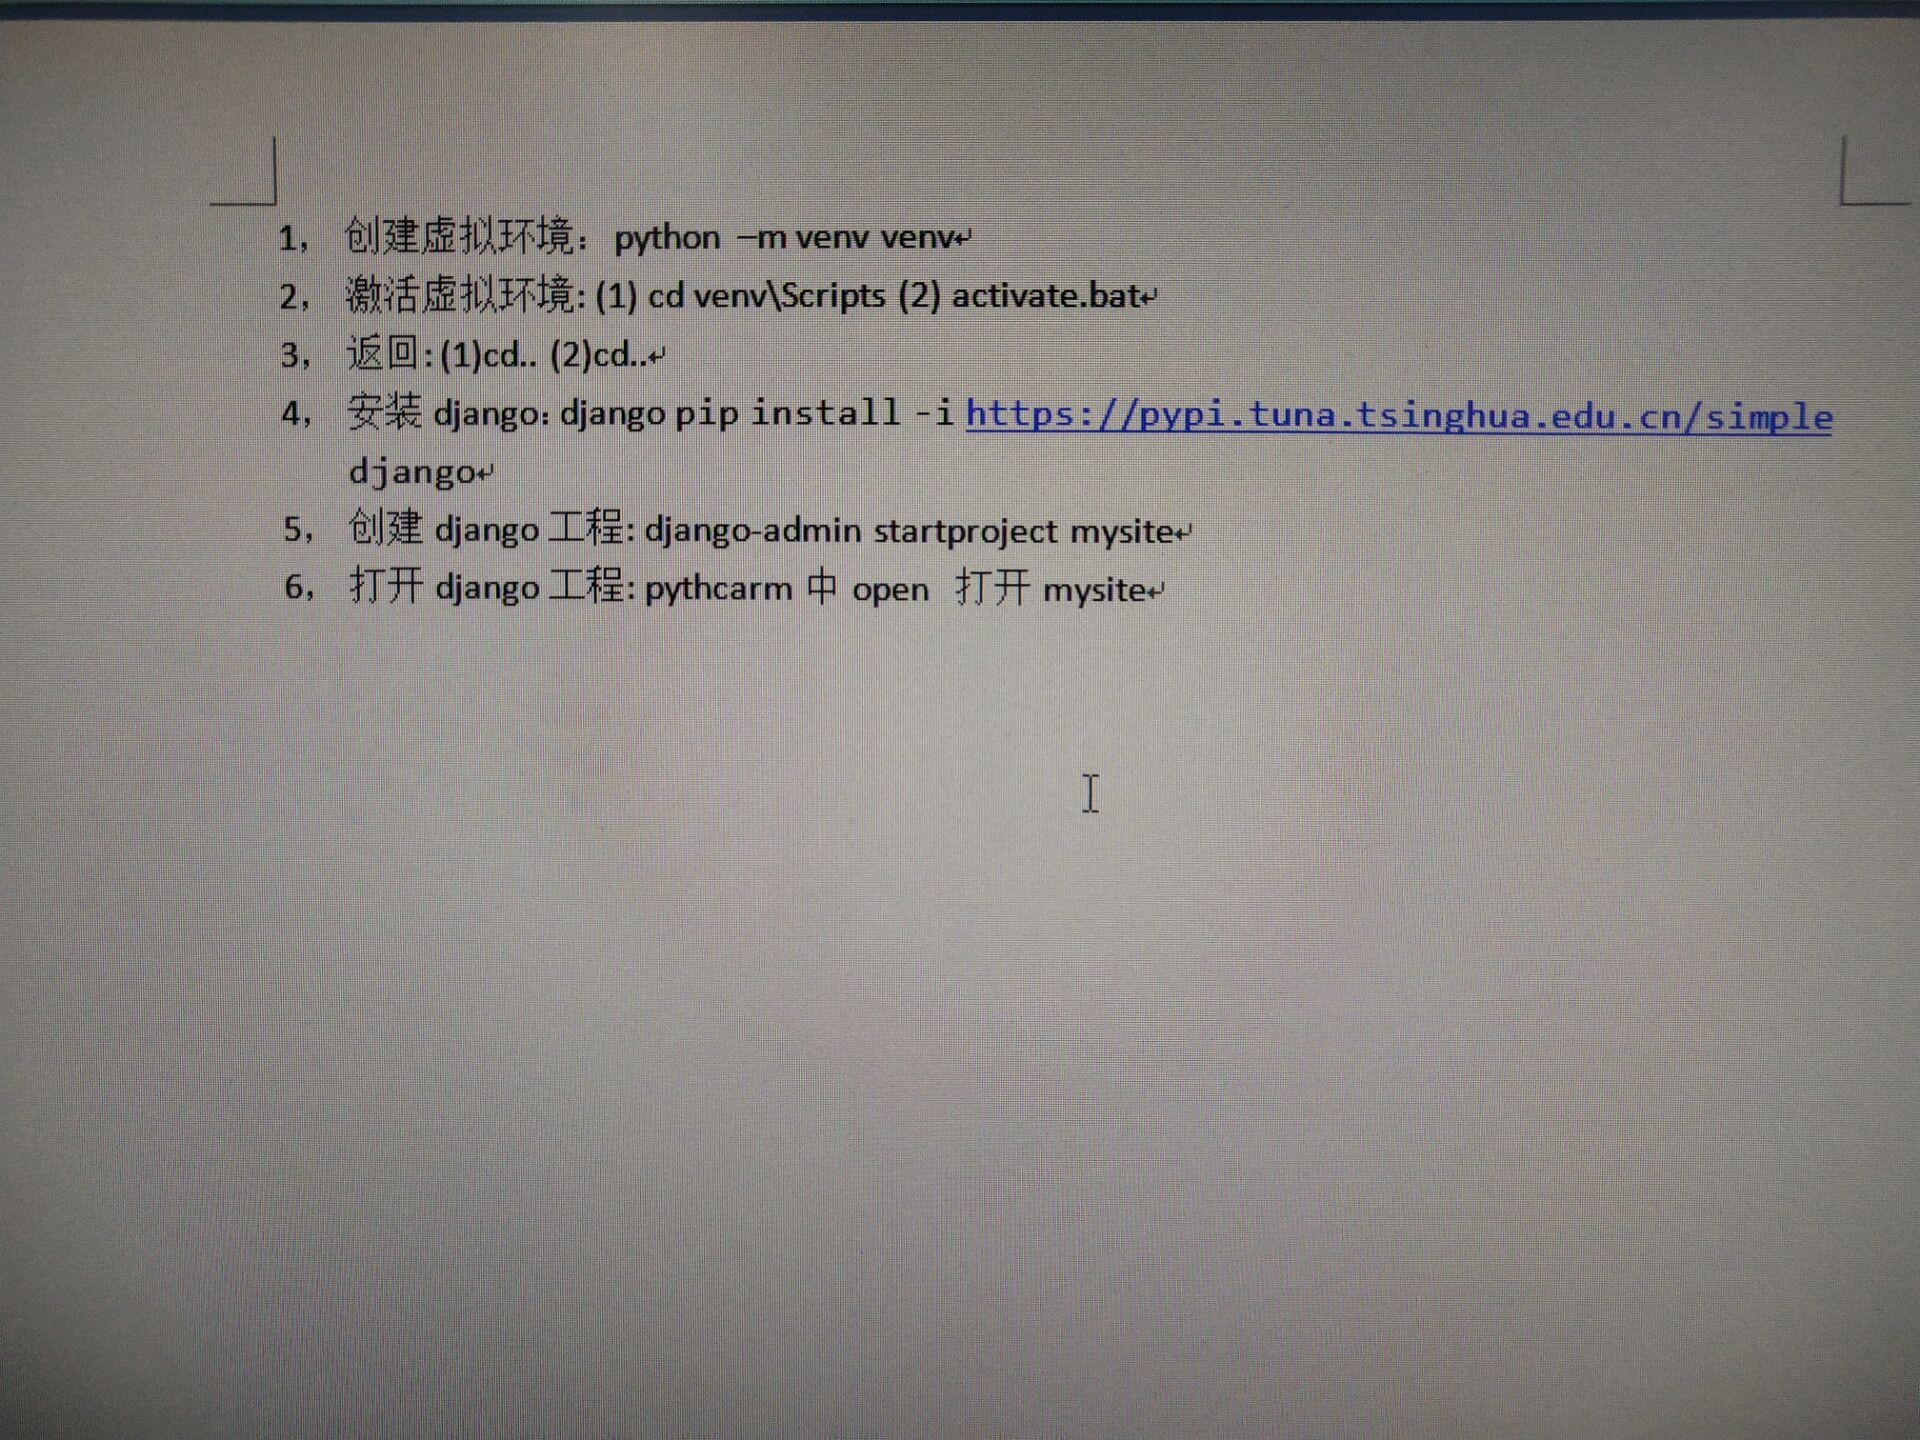 1， 创建虚拟环境： python –m venv venv
2， 激活虚拟环境: (1) cd venv\Scripts (2) activate.bat
3， 返回: (1)cd.. (2)cd..
4， 安装 django: django pip install -i https://pypi.tuna.tsinghua.edu.cn/simple
django
5， 创建 django 工程: django-admin startproject mysite
6， 打开 django 工程: pythcarm 中 open 打开 mysite